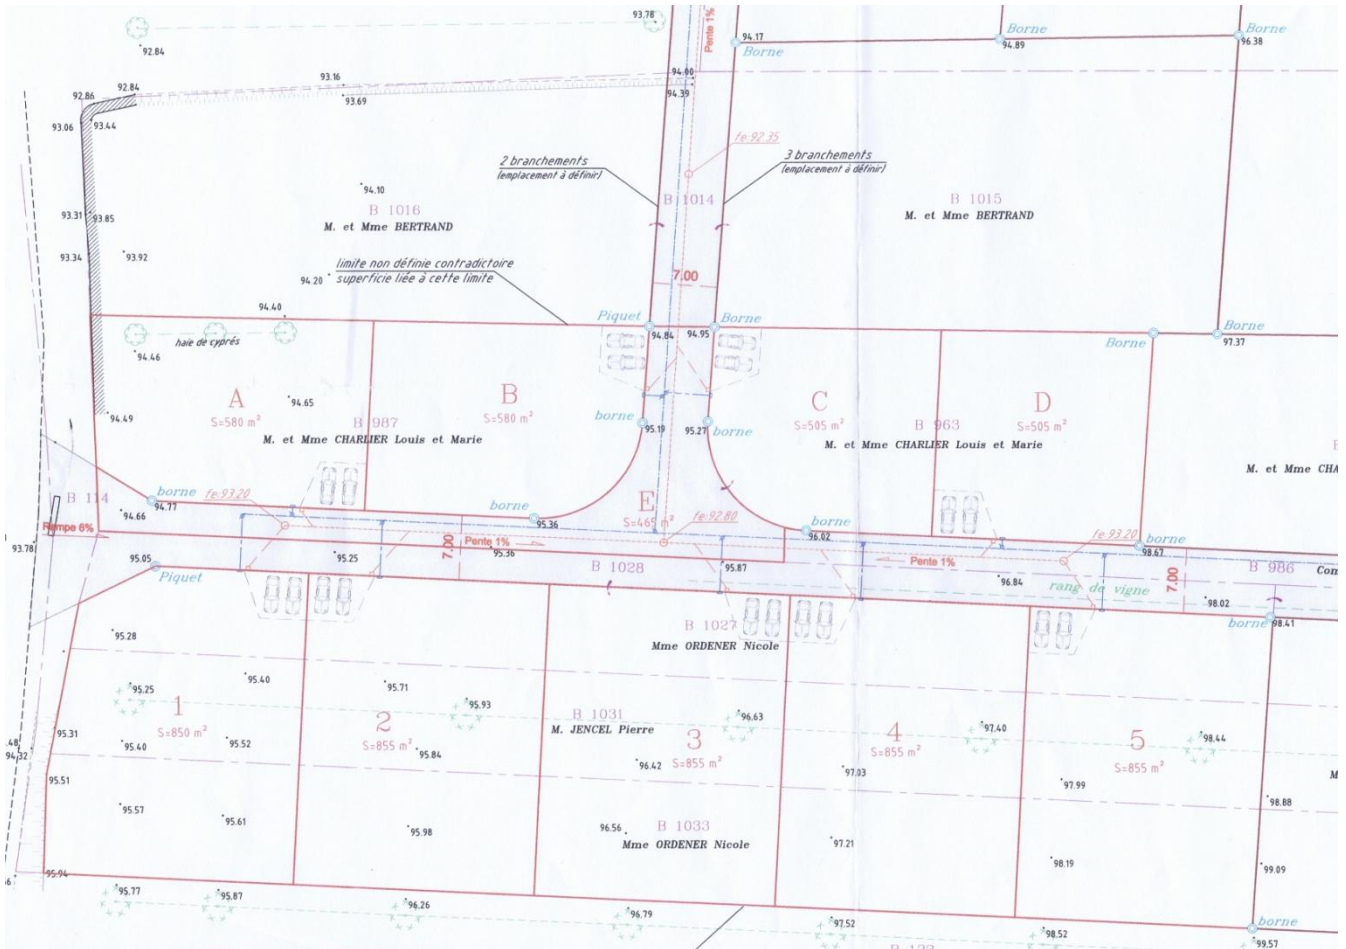 93.78
Pente 1%
94.17
Borne
Borne
94.89
Borne
96.38
92.84
93.16
93.69
94.00
94.39
92.86
92.84
93.06
93.44
fe:92.35
2 branchements
(emplacement à définir)
3 branchements
(emplacement à définir)
94.10
B 1016
M. et Mme BERTRAND
B 1014
B 1015
M. et Mme BERTRAND
93.31
93.85
93.34
93.92
94.20
limite non définie contradictoire
superficie liée à cette limite
7.00
94.40
Piquet
94.84
94.95
Borne
Borne
Borne
97.37
haie de cyprés
94.46
A
S=580 m²
94.65
94.49
B
S=580 m²
B 987
M. et Mme CHARLIER Louis et Marie
borne
95.19
95.27
borne
C
S=505 m²
B 963
M. et Mme CHARLIER Louis et Marie
D
S=505 m²
M. et Mme CHA
B 114
94.66
borne
94.77
fe:93.20
borne
95.36
E
S=465 m²
fe:92.80
borne
96.02
fe:93.20
borne
98.67
Rampe 6%
93.78
95.05
Piquet
95.25
7.00
Pente 1%
95.36
B 1028
95.87
Pente 1%
96.84
rang de vigne
7.00
B 986
Com
98.02
borne
98.41
95.28
B 1027
Mme ORDENER Nicole
95.25
95.40
95.71
95.93
1
S=850 m²
2
S=855 m²
B 1031
M. JENCEL Pierre
3
S=855 m²
96.63
4
S=855 m²
97.40
5
S=855 m²
98.44
95.31
95.40
95.52
95.84
96.42
97.03
97.99
94.32
95.51
95.57
95.61
95.98
96.56
B 1033
Mme ORDENER Nicole
97.21
98.19
98.88
99.09
95.94
95.77
95.87
96.26
96.79
97.52
98.52
borne
99.57